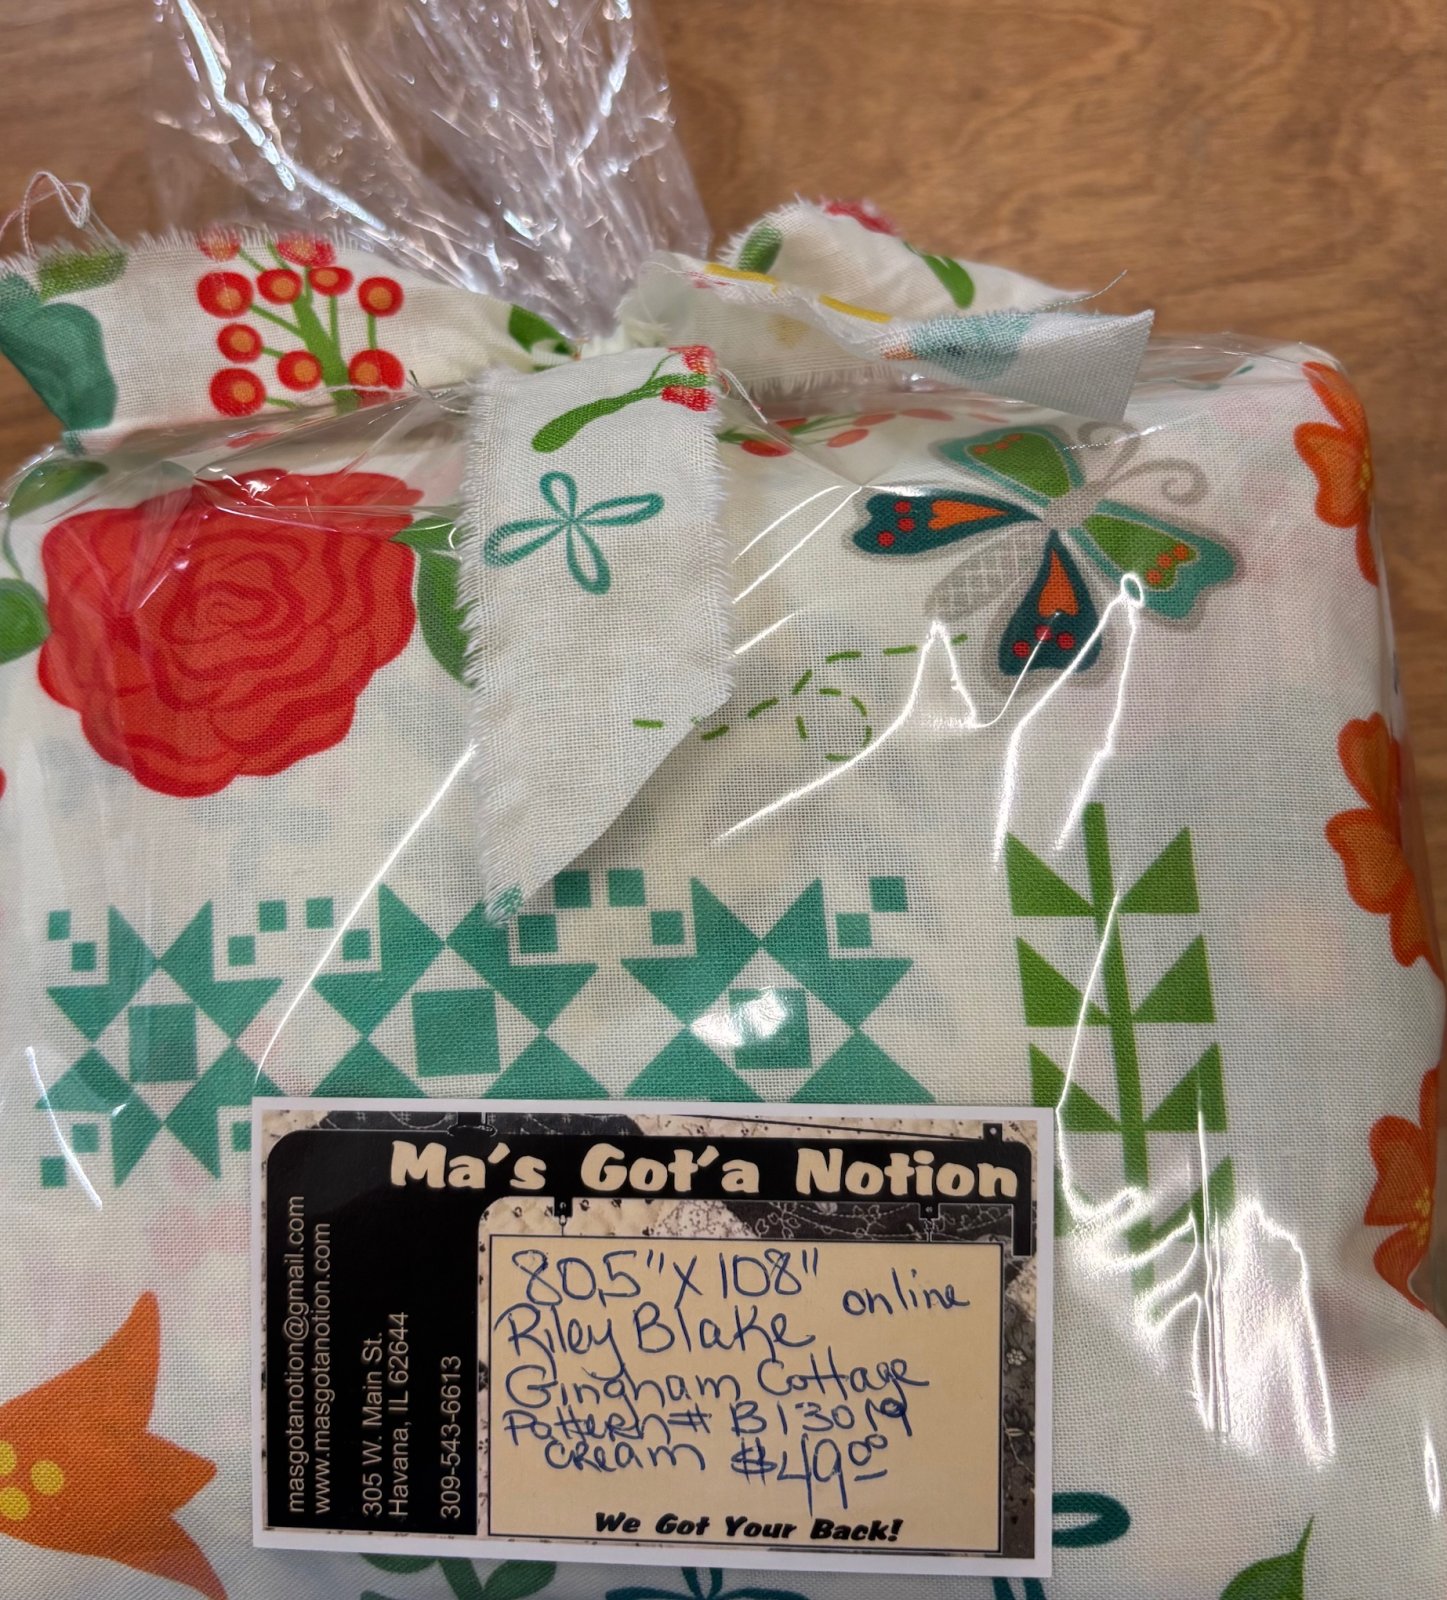 Ma's Got'a Notion
masgotanotion@gmail.com
www.masgotanotion.com
305 W. Main St.
Havana, IL 62644
309-543-6613
80.5" X 108"
online
Riley Blake
Gingham Cottage
Pattern # B13019
Cream $49.00
We Got Your Back!